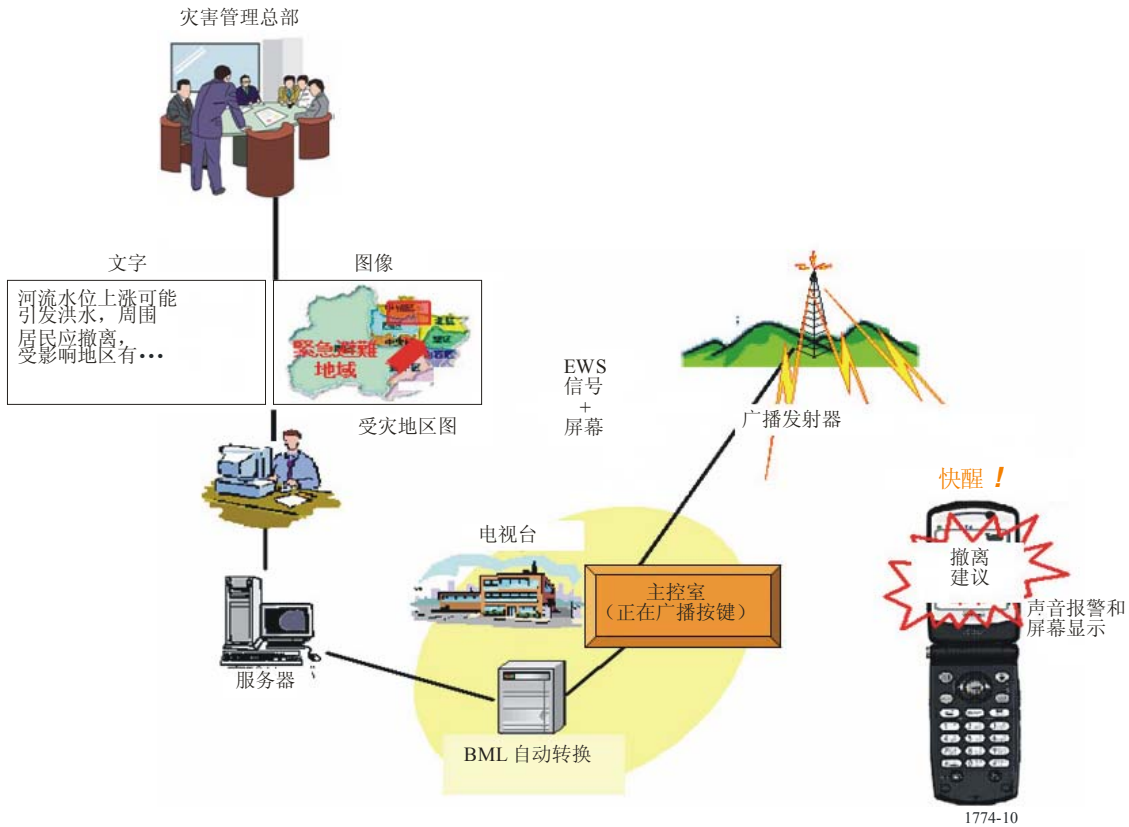 灾害管理总部
文字
图像
河流水位上涨可能
引发洪水，周围
居民应撤离，
受影响地区有•••
緊急避難
地域
受灾地区图
EWS
信号
+
屏幕
广播发射器
快醒！
撤离
建议
声音报警和
屏幕显示
电视台
主控室
（正在广播按键）
服务器
BML 自动转换
1774-10